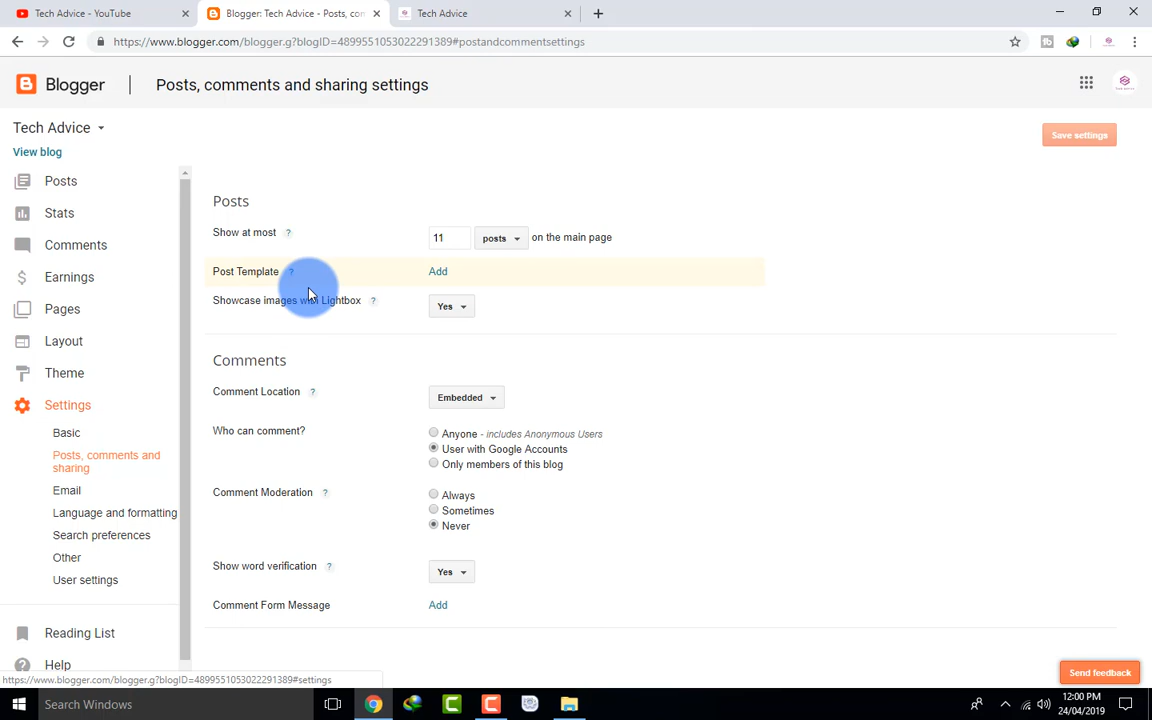 Tech Advice - YouTube
Blogger: Tech Advice - Posts, con
Tech Advice
https://www.blogger.com/blogger.g?blogID=4899551053022291389#postandcommentsettings
Blogger
Posts, comments and sharing settings
Tech Advice
View blog
Save settings
Posts
Stats
Comments
Earnings
Pages
Layout
Theme
Settings
Basic
Posts, comments and
sharing
Email
Language and formatting
Search preferences
Other
User settings
Reading List
Help
Posts
Show at most ? 11 posts on the main page
Post Template ? Add
Showcase images with Lightbox ? Yes
Comments
Comment Location ? Embedded
Who can comment?
Anyone - includes Anonymous Users
User with Google Accounts
Only members of this blog
Comment Moderation ?
Always
Sometimes
Never
Show word verification ? Yes
Comment Form Message Add
https://www.blogger.com/blogger.g?blogID=4899551053022291389#settings
Send feedback
Search Windows
12:00 PM
24/04/2019